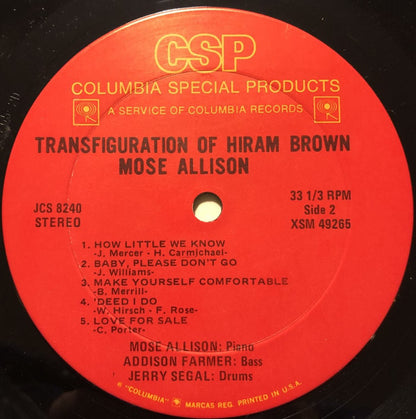 CSP
COLUMBIA SPECIAL PRODUCTS
A SERVICE OF COLUMBIA RECORDS
TRANSFIGURATION OF HIRAM BROWN
MOSE ALLISON
JCS 8240
STEREO
33 1/3 RPM
Side 2
XSM 49265
1. HOW LITTLE WE KNOW
-J. Mercer - H. Carmichael-
2. BABY, PLEASE DON'T GO
-J. Williams-
3. MAKE YOURSELF COMFORTABLE
-B. Merrill-
4. 'DEED I DO
-W. Hirsch - F. Rose-
5. LOVE FOR SALE
-C. Porter-
MOSE ALLISON: Piano
ADDISON FARMER: Bass
JERRY SEGAL: Drums
® "COLUMBIA" MARCAS REG. PRINTED IN U.S.A.